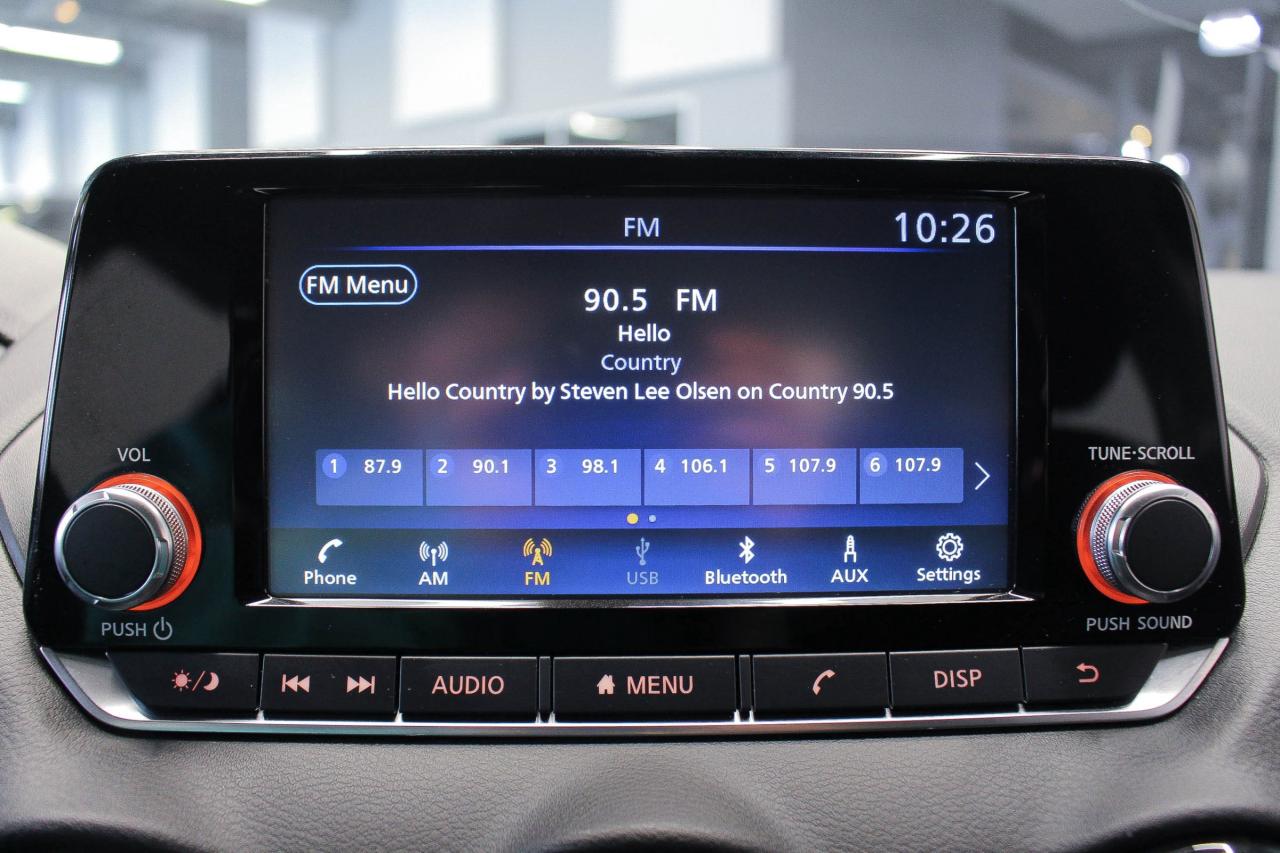 FM
10:26
FM Menu
90.5 FM
Hello
Country
Hello Country by Steven Lee Olsen on Country 90.5
VOL
TUNE·SCROLL
1 87.9 2 90.1 3 98.1 4 106.1 5 107.9 6 107.9
Phone AM FM USB Bluetooth AUX Settings
PUSH
PUSH SOUND
AUDIO MENU DISP